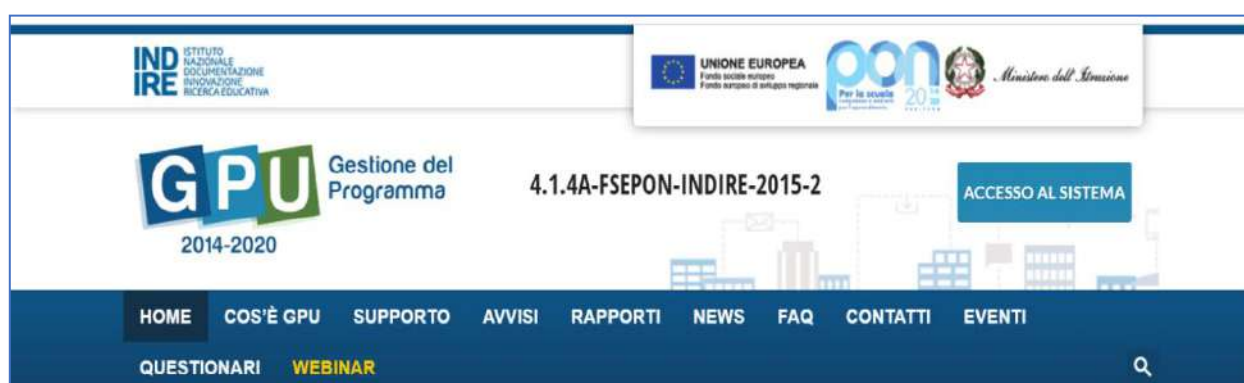 IND
IRE
ISTITUTO
NAZIONALE
DOCUMENTAZIONE
INNOVAZIONE
RICERCA EDUCATIVA
UNIONE EUROPEA
Fondo sociale europeo
Fondo europeo di sviluppo regionale
pon
Per la scuola
20
Ministero dell'Istruzione
GPU
Gestione del
Programma
2014-2020
4.1.4A-FSEPON-INDIRE-2015-2
ACCESSO AL SISTEMA
HOME COS'È GPU SUPPORTO AVVISI RAPPORTI NEWS FAQ CONTATTI EVENTI
QUESTIONARI WEBINAR